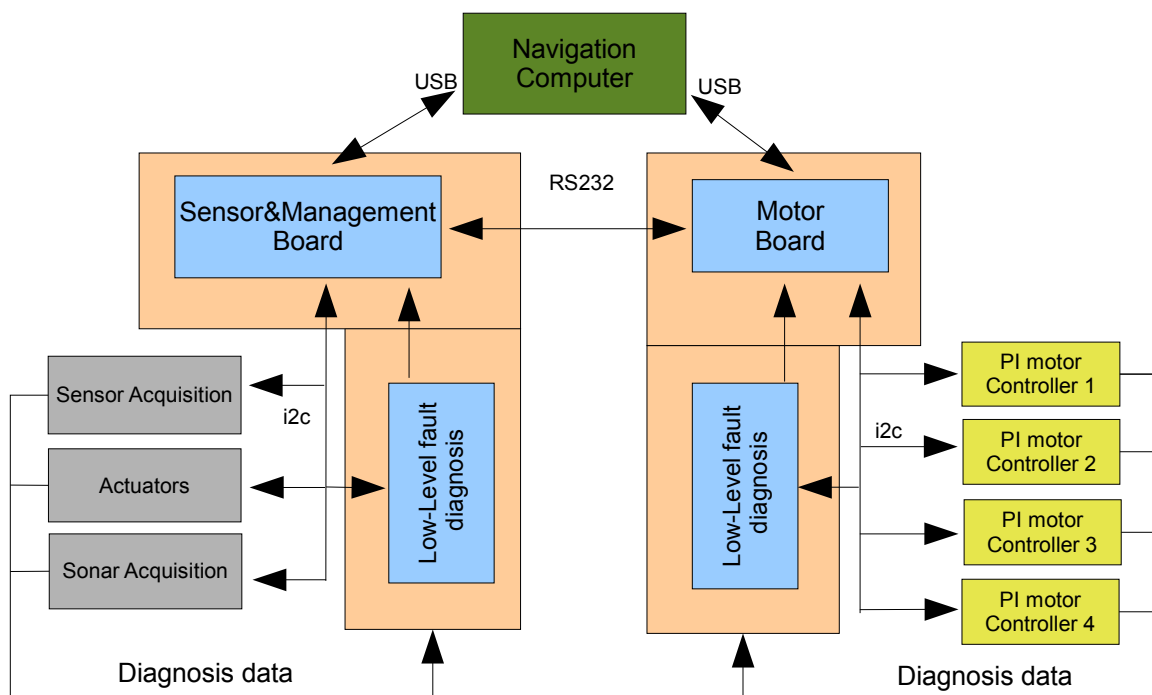 Navigation
Computer
USB
USB
Sensor&Management
Board
RS232
Motor
Board
Sensor Acquisition
i2c
Actuators
Sonar Acquisition
Low-Level fault
diagnosis
Low-Level fault
diagnosis
i2c
PI motor
Controller 1
PI motor
Controller 2
PI motor
Controller 3
PI motor
Controller 4
Diagnosis data
Diagnosis data